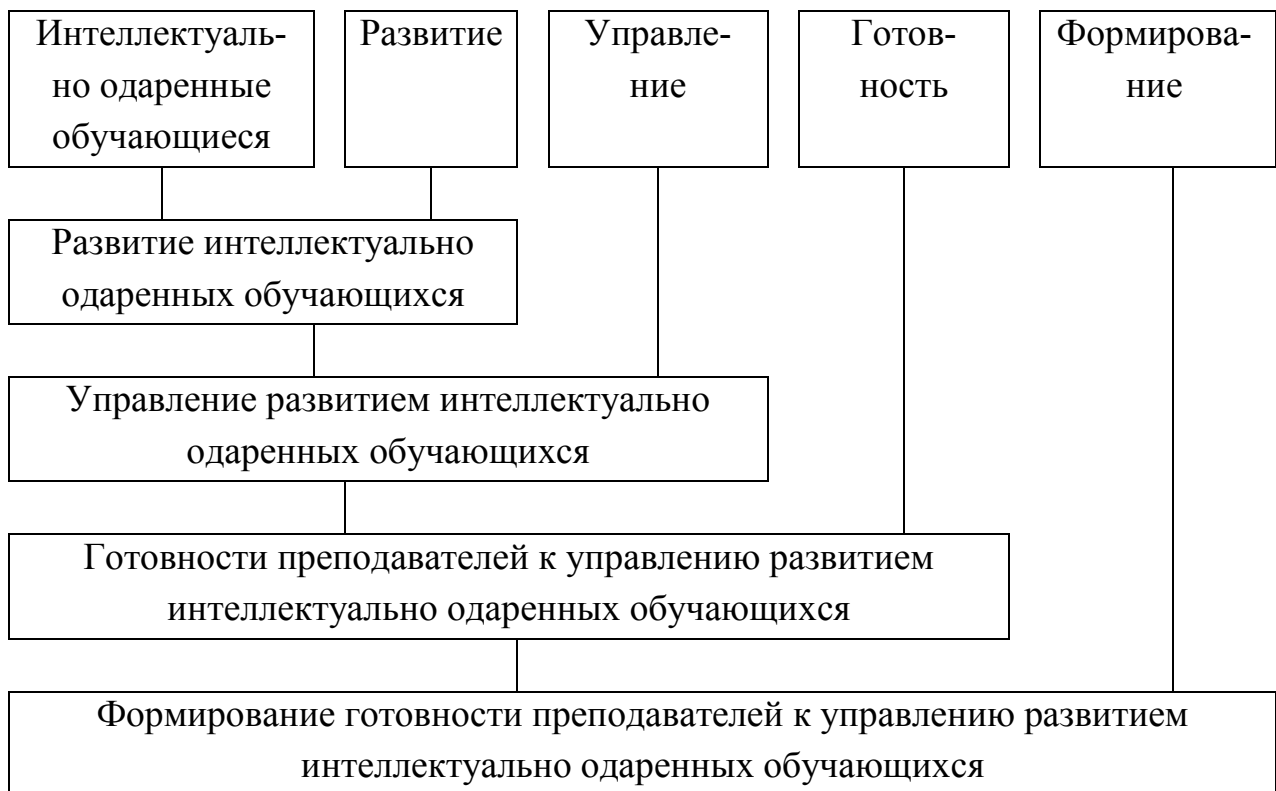 Интеллектуаль-
но одаренные
обучающиеся
Развитие
Управле-
ние
Готов-
ность
Формирова-
ние
Развитие интеллектуально
одаренных обучающихся
Управление развитием интеллектуально
одаренных обучающихся
Готовности преподавателей к управлению развитием
интеллектуально одаренных обучающихся
Формирование готовности преподавателей к управлению развитием
интеллектуально одаренных обучающихся